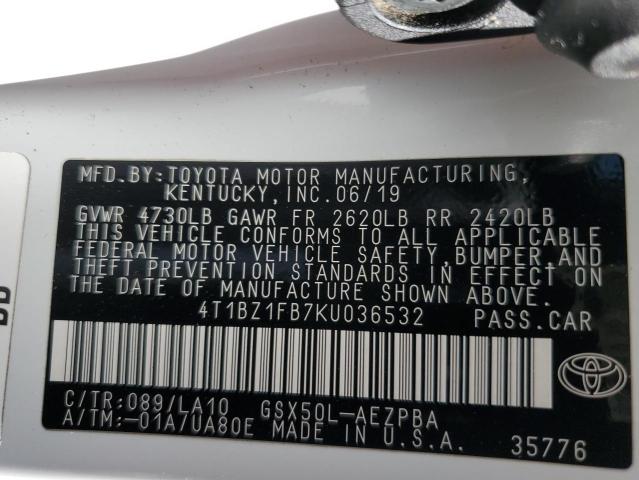 MFD.BY:TOYOTA MOTOR MANUFACTURING,
KENTUCKY,INC.06/19
GVWR 4730LB GAWR FR 2620LB RR 2420LB
THIS VEHICLE CONFORMS TO ALL APPLICABLE
FEDERAL MOTOR VEHICLE SAFETY,BUMPER,AND
THEFT PREVENTION STANDARDS IN EFFECT ON
THE DATE OF MANUFACTURE SHOWN ABOVE.
4T1BZ1FB7KU036532 PASS.CAR
C/TR:089/LA10 GSX50L-AEZPBA
A/TM:-01A/UA80E MADE IN U.S.A. 35776